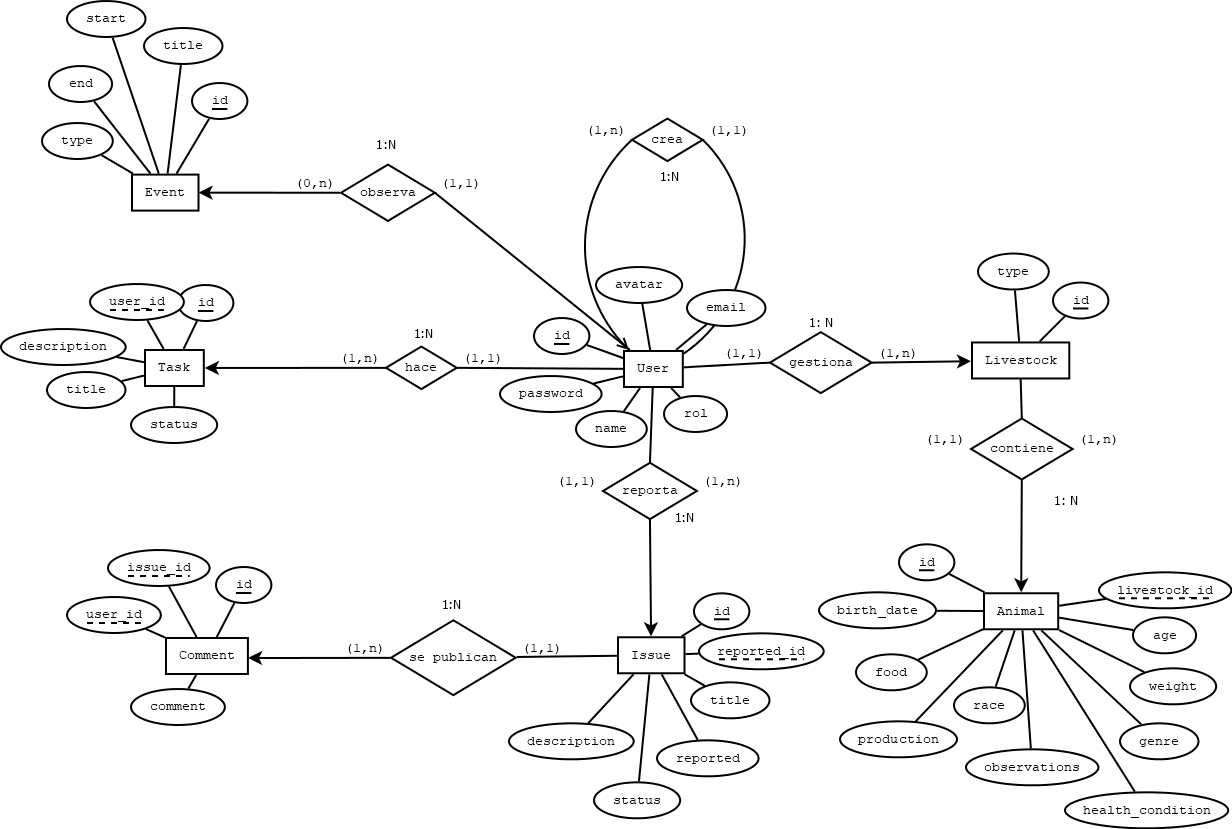 start
title
end
id
type
1:N
Event
(0,n)
observa
(1,1)
(1,n)
crea
(1,1)
1:N
user_id
id
description
Task
title
status
1:N
(1,n)
hace
(1,1)
avatar
email
id
User
password
name
rol
1: N
(1,1)
gestiona
(1,n)
type
id
Livestock
(1,1)
contiene
(1,n)
1: N
(1,1)
reporta
(1,n)
1:N
issue_id
id
user_id
Comment
comment
1:N
(1,n)
se publican
(1,1)
id
Issue
reported_id
title
description
reported
status
id
livestock_id
birth_date
Animal
age
food
weight
race
production
genre
observations
health_condition